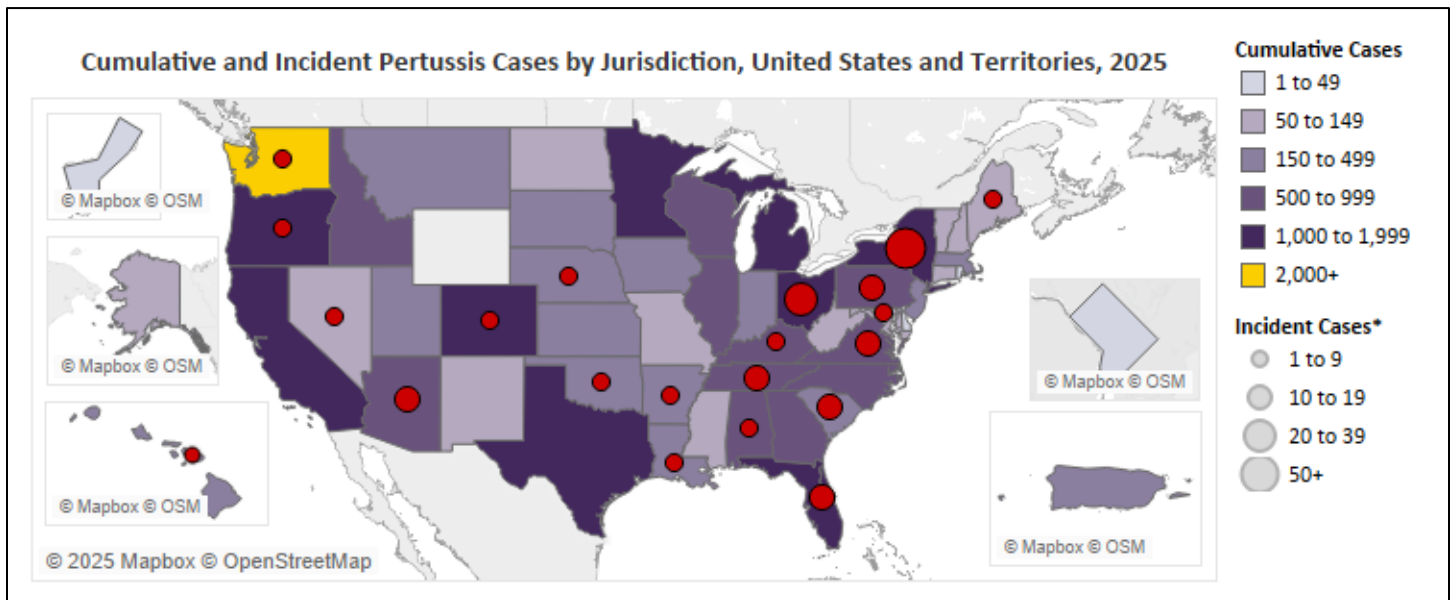 Cumulative and Incident Pertussis Cases by Jurisdiction, United States and Territories, 2025
© Mapbox © OSM
© Mapbox © OSM
© Mapbox © OSM
© 2025 Mapbox © OpenStreetMap
© Mapbox © OSM
© Mapbox © OSM
Cumulative Cases
1 to 49
50 to 149
150 to 499
500 to 999
1,000 to 1,999
2,000+
Incident Cases*
1 to 9
10 to 19
20 to 39
50+